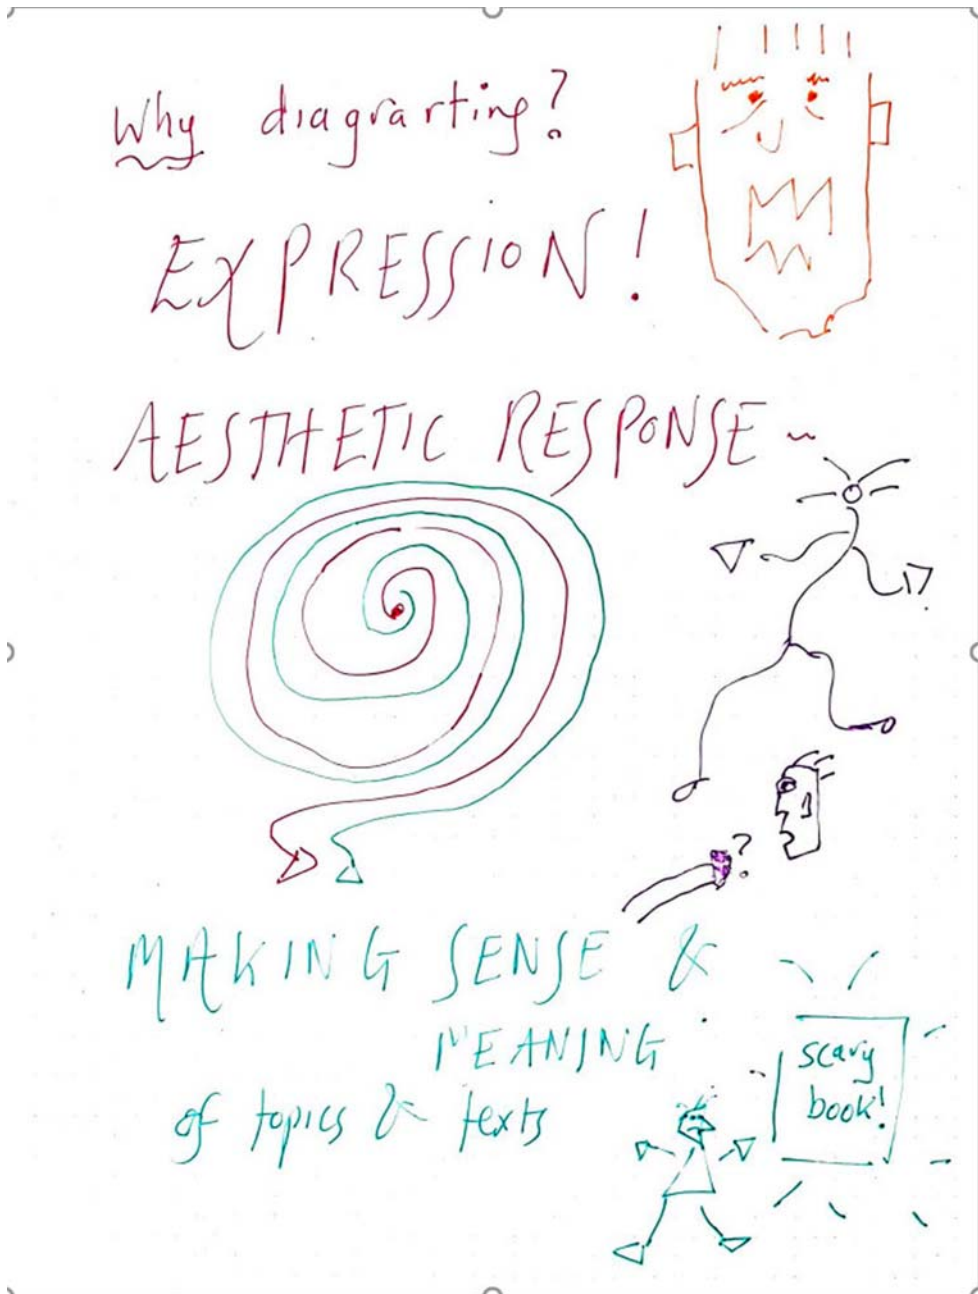 Why diagrarting?
EXPRESSION!
AESTHETIC RESPONSE ~
?
MAKING SENSE &
MEANING
of topics & texts
scary
book!